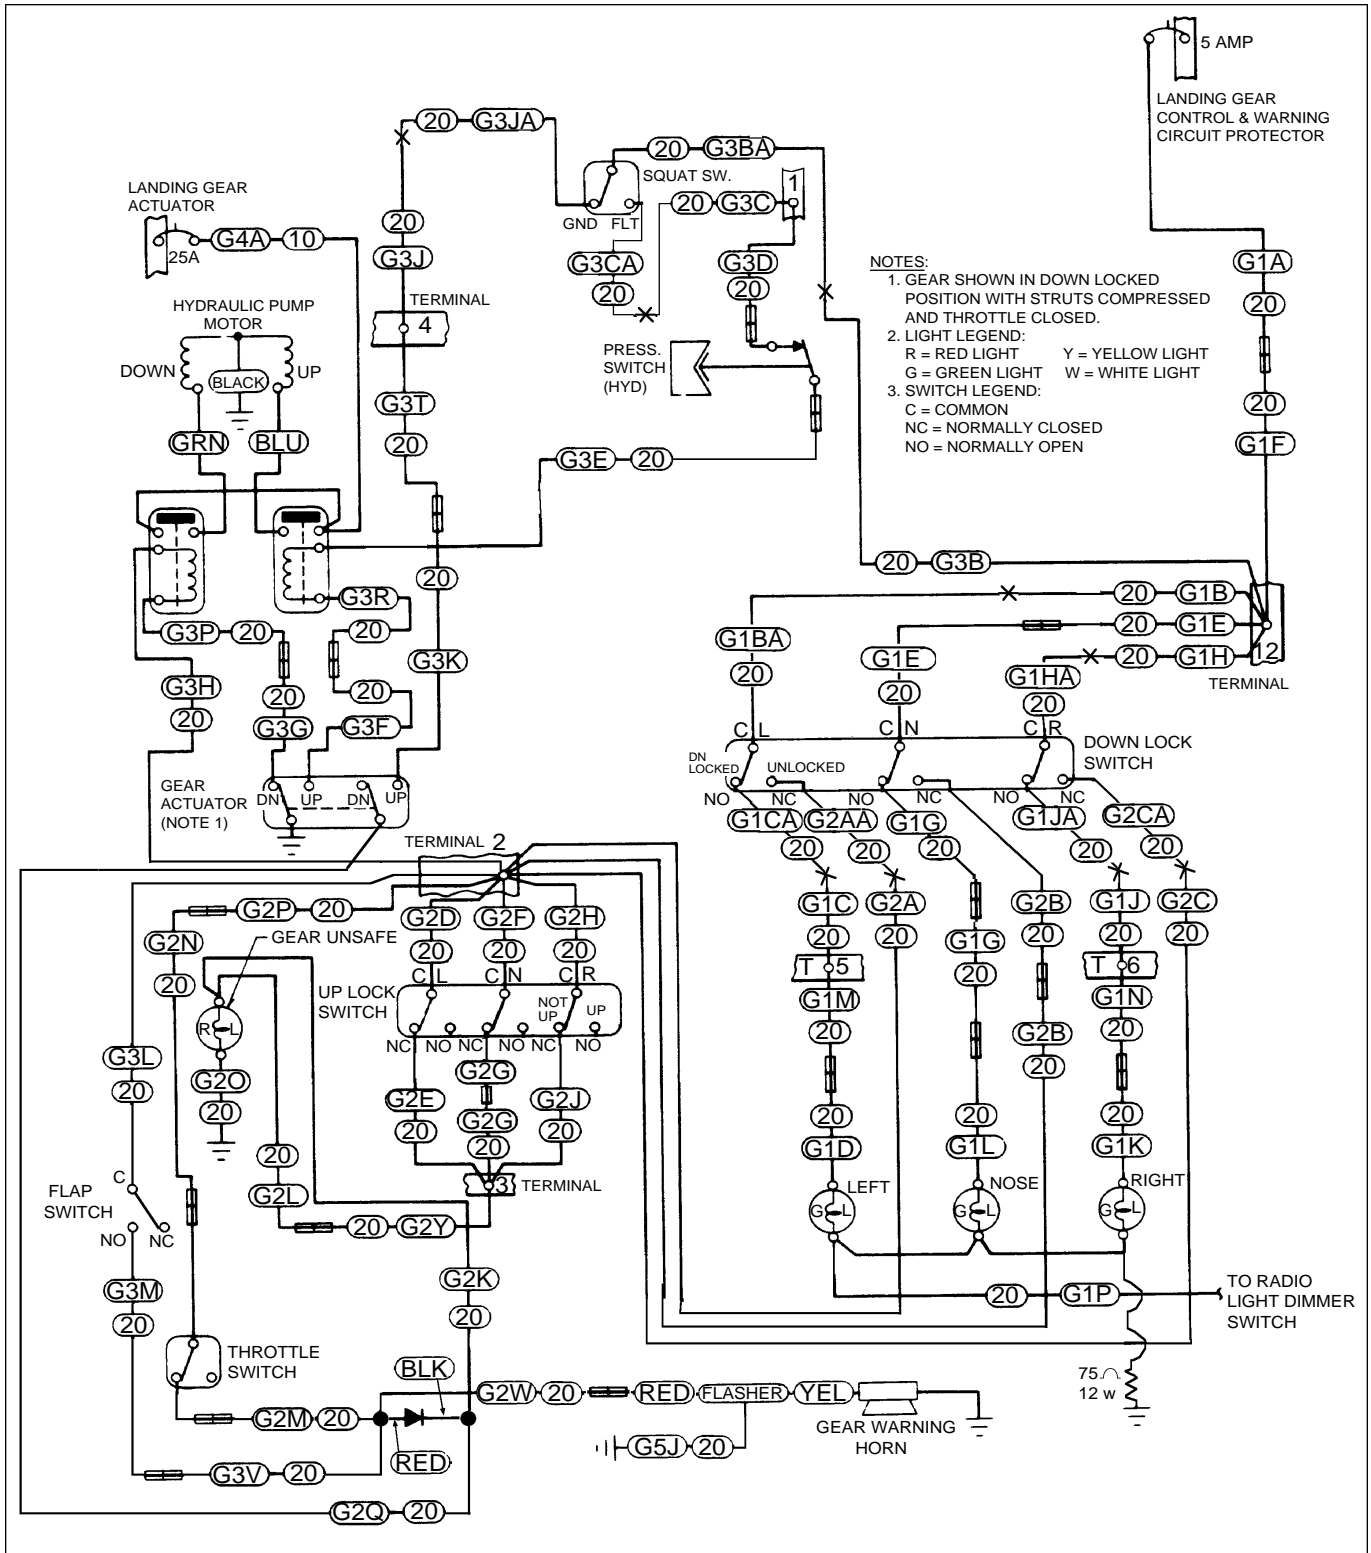 5 AMP
LANDING GEAR
CONTROL & WARNING
CIRCUIT PROTECTOR
20 G3JA
20 G3BA
SQUAT SW.
GND FLT
20 G3C
1
LANDING GEAR
ACTUATOR
25A
G4A 10
20
G3J
G3CA
20
G3D
20
G1A
20
20
G1F
NOTES:
1. GEAR SHOWN IN DOWN LOCKED
POSITION WITH STRUTS COMPRESSED
AND THROTTLE CLOSED.
2. LIGHT LEGEND:
R = RED LIGHT Y = YELLOW LIGHT
G = GREEN LIGHT W = WHITE LIGHT
3. SWITCH LEGEND:
C = COMMON
NC = NORMALLY CLOSED
NO = NORMALLY OPEN
HYDRAULIC PUMP
MOTOR
DOWN
BLACK
UP
GRN
BLU
TERMINAL
4
G3T
20
PRESS.
SWITCH
(HYD)
G3E 20
20
G3K
20 G3B
20 G1B
20 G1E
20 G1H
12
TERMINAL
G3R
20
20
G3F
G3P 20
20
G3G
G3H
20
GEAR
ACTUATOR
(NOTE 1)
DN UP DN UP
G1BA
20
G1E
20
G1HA
20
C L
C N
C R
DOWN LOCK
SWITCH
DN
LOCKED
UNLOCKED
NO NC NO NC NO NC
G1CA
20
G2AA
20
G1G
20
G1JA
20
G2CA
20
G1C
20
G2A
20
G2B
20
G1J
20
G2C
20
G1G
20
T 5
T 6
G1M
20
G1N
20
G2B
20
20
G1D
20
G1L
20
G1K
LEFT
NOSE
RIGHT
G L
G L
G L
20 G1P
TO RADIO
LIGHT DIMMER
SWITCH
75
12 w
TERMINAL 2
G2D
20
G2F
20
G2H
20
C L
C N
C R
UP LOCK
SWITCH
NOT
UP
UP
NC NO NC NO NC NO
G2E
20
G2G
G2G
20
G2J
20
3 TERMINAL
G2P 20
G2N
20
GEAR UNSAFE
R L
G2O
20
20
G2L
20 G2Y
G3L
20
C
FLAP
SWITCH
NO NC
G3M
20
G2K
20
THROTTLE
SWITCH
BLK
G2M 20
RED
G3V 20
G2Q 20
G2W 20 RED FLASHER YEL
G5J 20
GEAR WARNING
HORN